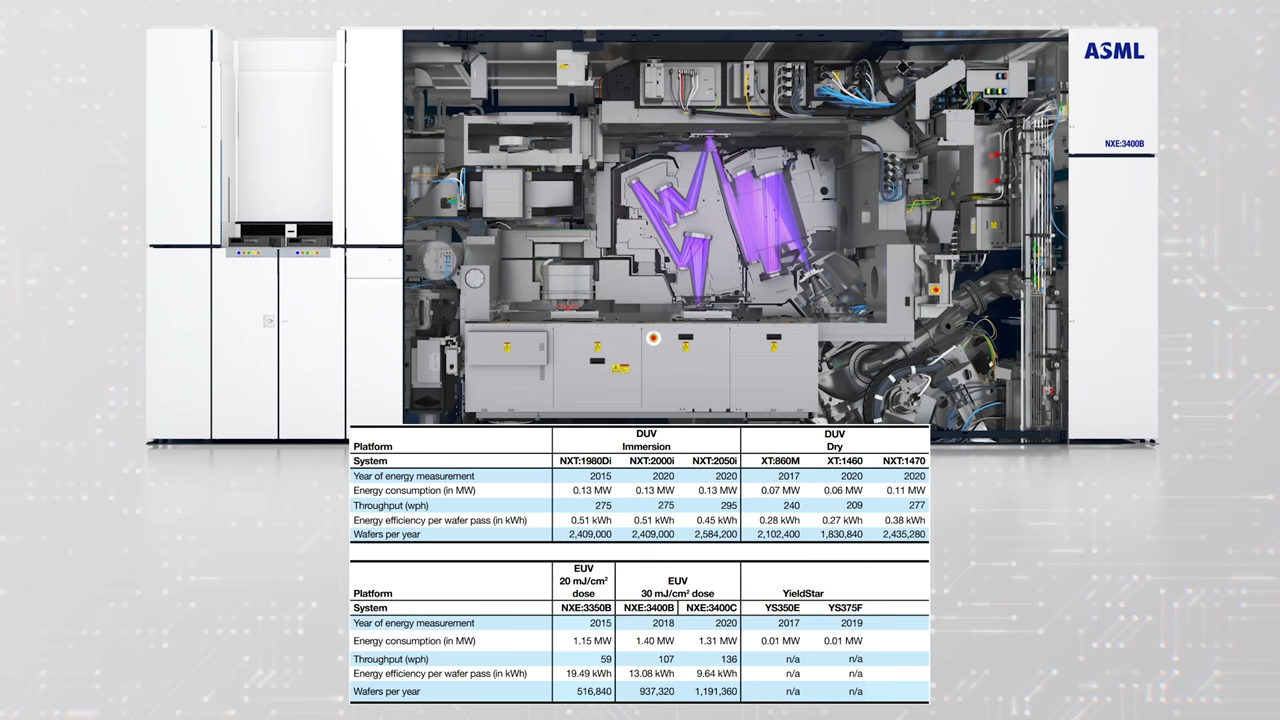 ASML
NXE:3400B
DUV DUV
Platform Immersion Dry
System NXT:1980Di NXT:2000i NXT:2050i XT:860M XT:1460 NXT:1470
Year of energy measurement 2015 2020 2020 2017 2020 2020
Energy consumption (in MW) 0.13 MW 0.13 MW 0.13 MW 0.07 MW 0.06 MW 0.11 MW
Throughput (wph) 275 275 295 240 209 277
Energy efficiency per wafer pass (in kWh) 0.51 kWh 0.51 kWh 0.45 kWh 0.28 kWh 0.27 kWh 0.38 kWh
Wafers per year 2,409,000 2,409,000 2,584,200 2,102,400 1,830,840 2,435,280
EUV
20 mJ/cm² EUV
Platform dose 30 mJ/cm² dose YieldStar
System NXE:3350B NXE:3400B NXE:3400C YS350E YS375F
Year of energy measurement 2015 2018 2020 2017 2019
Energy consumption (in MW) 1.15 MW 1.40 MW 1.31 MW 0.01 MW 0.01 MW
Throughput (wph) 59 107 136 n/a n/a
Energy efficiency per wafer pass (in kWh) 19.49 kWh 13.08 kWh 9.64 kWh n/a n/a
Wafers per year 516,840 937,320 1,191,360 n/a n/a